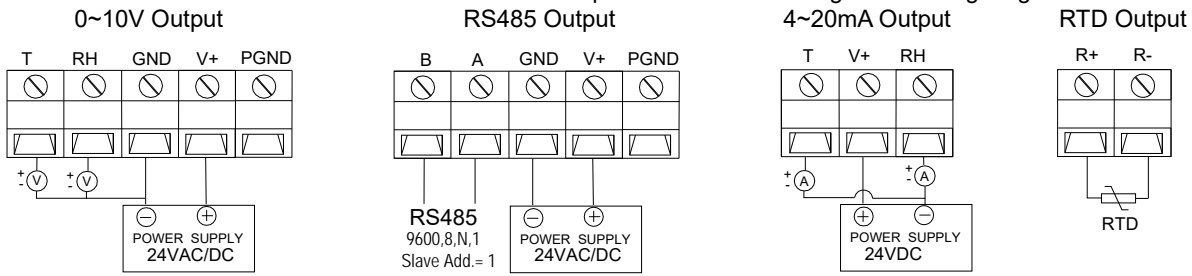 0~10V Output
T RH GND V+ PGND
+ - V + - V
- +
POWER SUPPLY
24VAC/DC
RS485 Output
B A GND V+ PGND
RS485
9600,8,N,1
Slave Add.= 1
- +
POWER SUPPLY
24VAC/DC
4~20mA Output
T V+ RH
+ - A + - A
+ -
POWER SUPPLY
24VDC
RTD Output
R+ R-
RTD